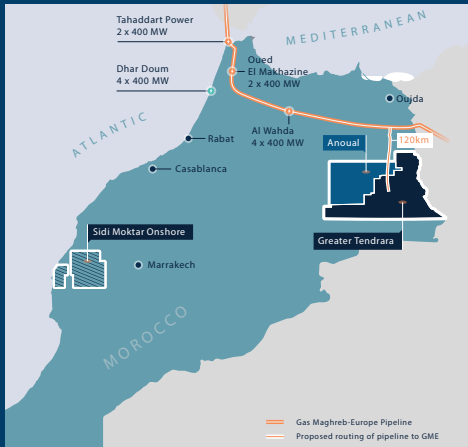 Tahaddart Power
2 x 400 MW
MEDITERRANEAN
Dhar Doum
4 x 400 MW
Oued
El Makhazine
2 x 400 MW
Oujda
ATLANTIC
Al Wahda
4 x 400 MW
Rabat
120km
Anoual
Casablanca
Sidi Moktar Onshore
Greater Tendrara
Marrakech
MOROCCO
Gas Maghreb-Europe Pipeline
Proposed routing of pipeline to GME